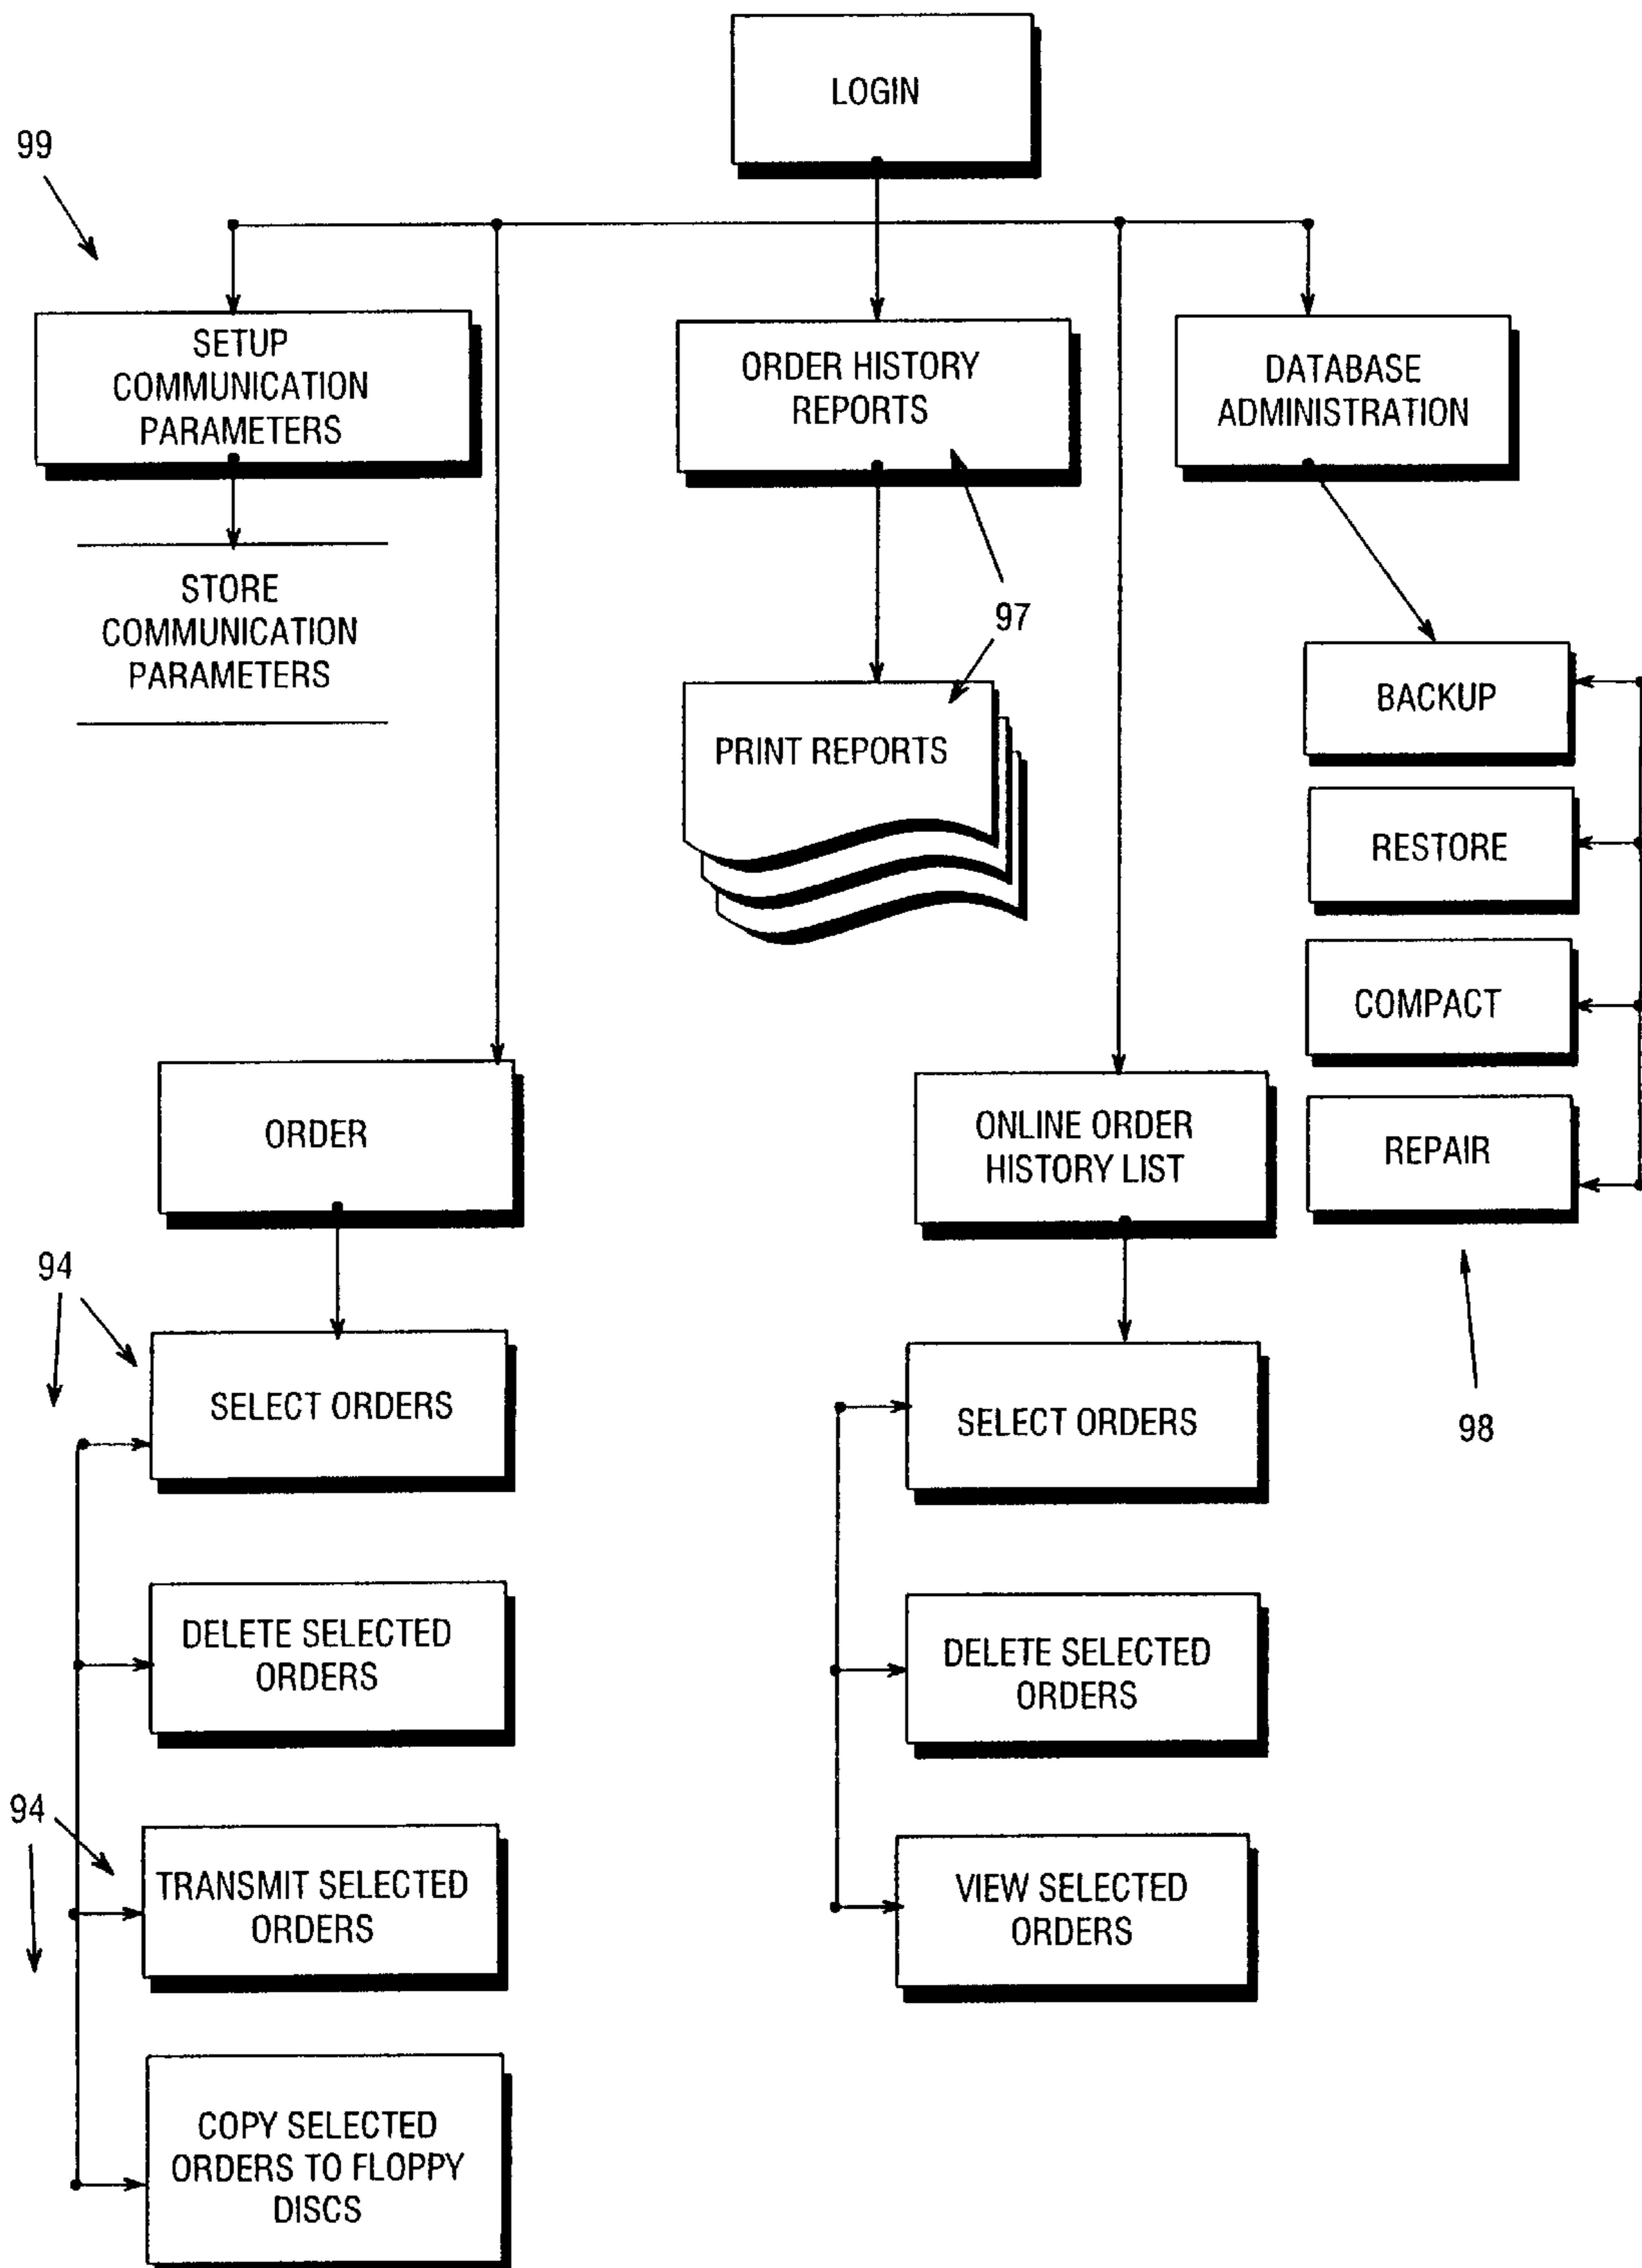 LOGIN
99
SETUP
COMMUNICATION
PARAMETERS
ORDER HISTORY
REPORTS
DATABASE
ADMINISTRATION
STORE
COMMUNICATION
PARAMETERS
97
PRINT REPORTS
BACKUP
RESTORE
COMPACT
REPAIR
98
ORDER
94
SELECT ORDERS
DELETE SELECTED
ORDERS
94
TRANSMIT SELECTED
ORDERS
COPY SELECTED
ORDERS TO FLOPPY
DISCS
ONLINE ORDER
HISTORY LIST
SELECT ORDERS
DELETE SELECTED
ORDERS
VIEW SELECTED
ORDERS